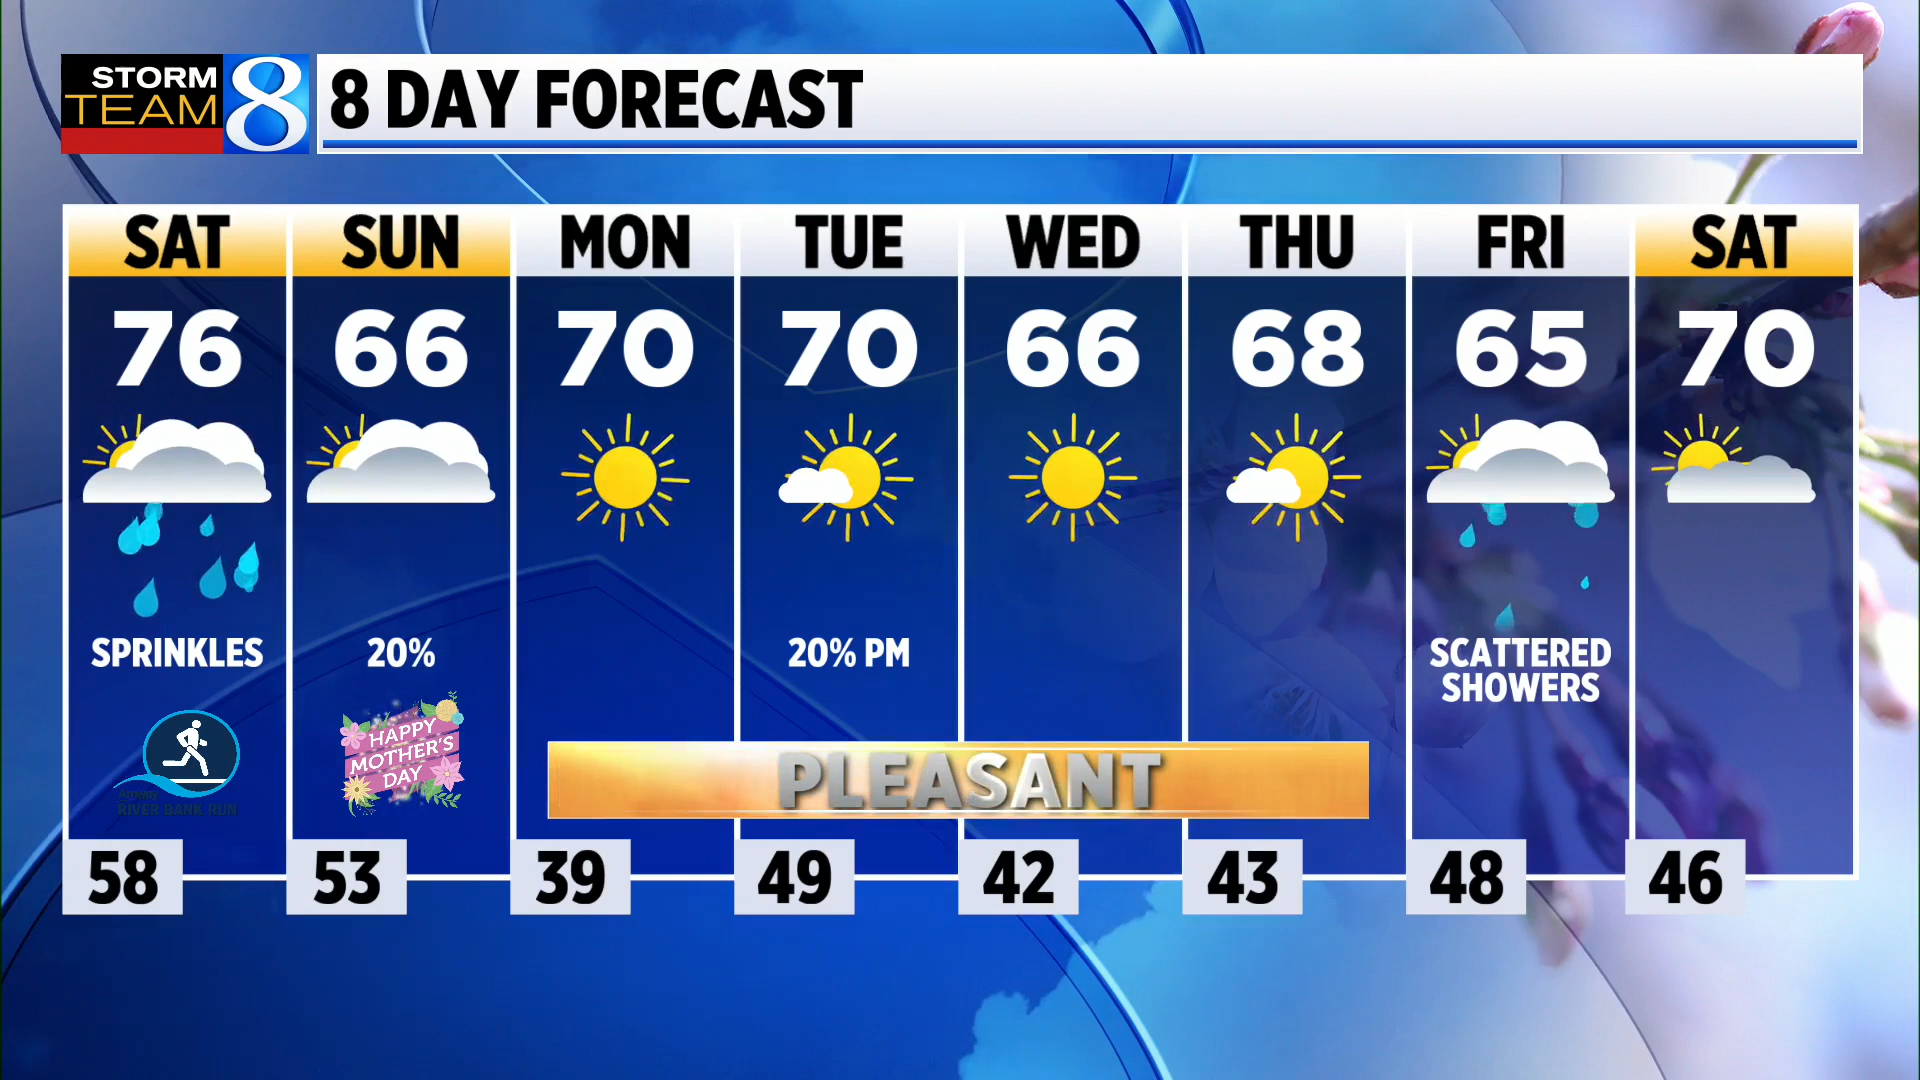 STORM
TEAM
8
8 DAY FORECAST
SAT SUN MON TUE WED THU FRI SAT
76 66 70 70 66 68 65 70
SPRINKLES 20% 20% PM SCATTERED
SHOWERS
Amway
RIVER BANK RUN
HAPPY
MOTHER'S
DAY
PLEASANT
58 53 39 49 42 43 48 46